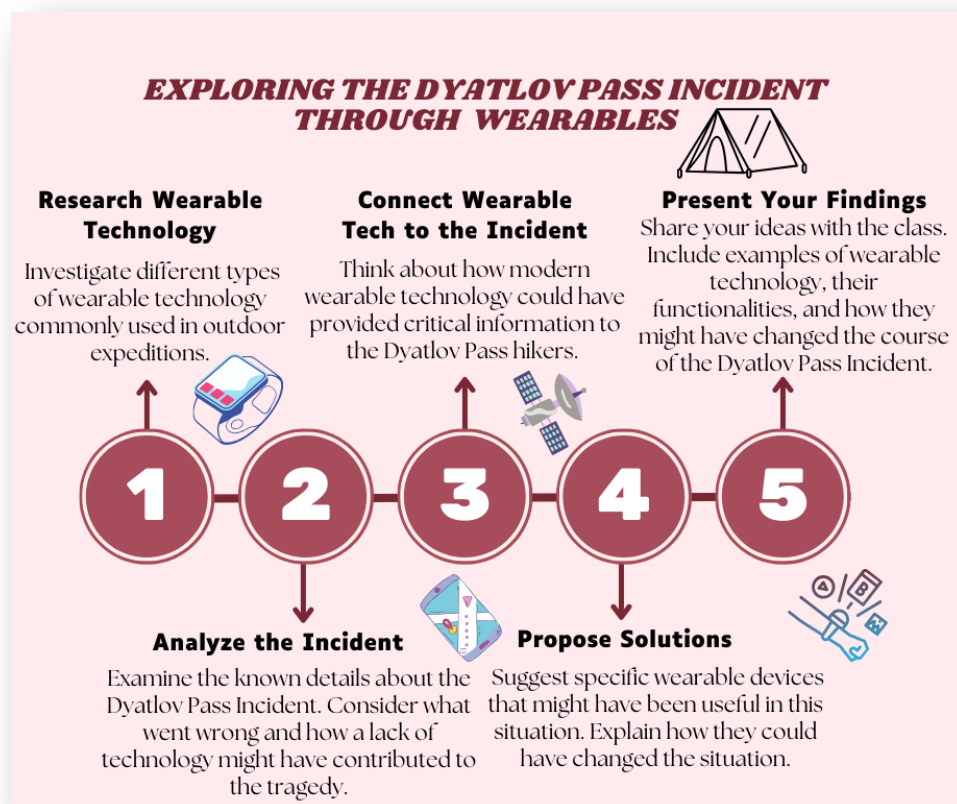 EXPLORING THE DYATLOV PASS INCIDENT
THROUGH WEARABLES
Research Wearable
Technology
Investigate different types
of wearable technology
commonly used in outdoor
expeditions.
Connect Wearable
Tech to the Incident
Think about how modern
wearable technology could have
provided critical information to
the Dyatlov Pass hikers.
Present Your Findings
Share your ideas with the class.
Include examples of wearable
technology, their
functionalities, and how they
might have changed the course
of the Dyatlov Pass Incident.
1
2
3
4
5
B
Analyze the Incident
Examine the known details about the
Dyatlov Pass Incident. Consider what
went wrong and how a lack of
technology might have contributed to
the tragedy.
Propose Solutions
Suggest specific wearable devices
that might have been useful in this
situation. Explain how they could
have changed the situation.